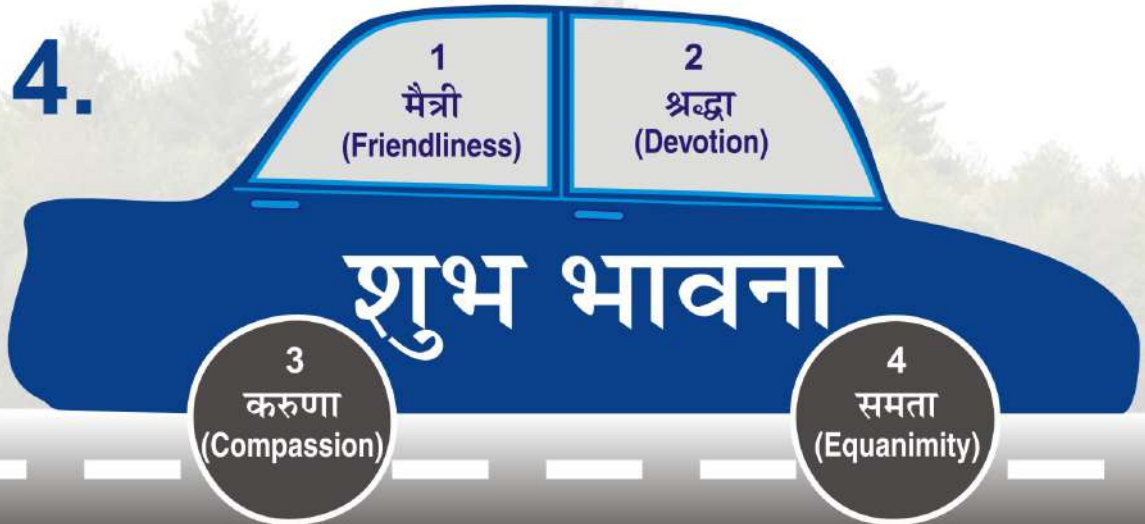 4.
1
मैत्री
(Friendliness)
2
श्रद्धा
(Devotion)
शुभ भावना
3
करुणा
(Compassion)
4
समता
(Equanimity)